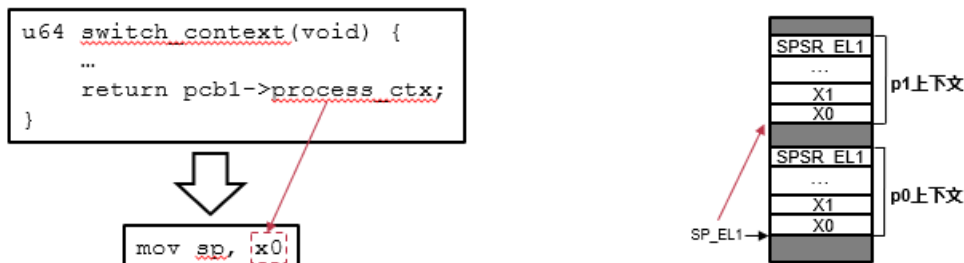 u64 switch_context(void) {
…
return pcb1->process_ctx;
}
mov sp, x0
SPSR_EL1
...
X1
X0
p1上下文
SPSR_EL1
...
X1
X0
p0上下文
SP_EL1